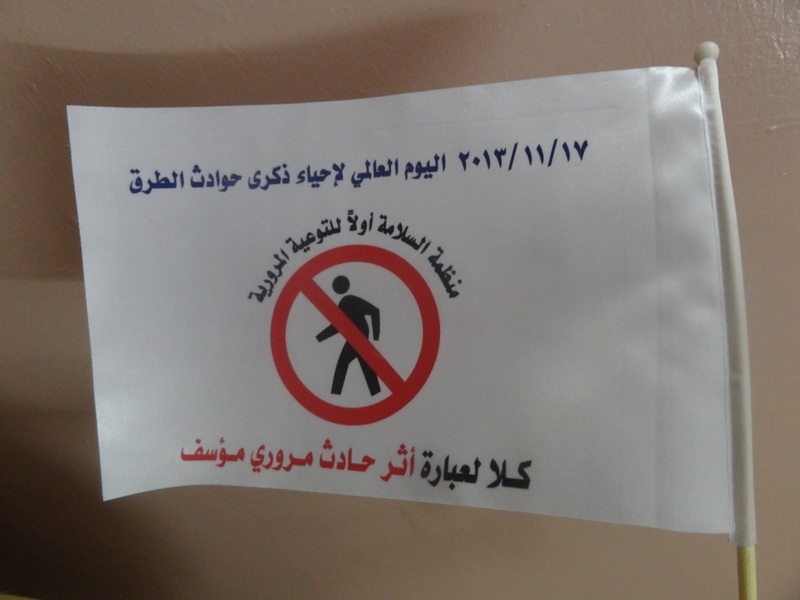 ٢٠١٣/١١/١٧ اليوم العالمي لإحياء ذكرى حوادث الطرق
منظمة السلامة أولاً للتوعية المرورية
كلا لعبارة أثر حادث مروري مؤسف